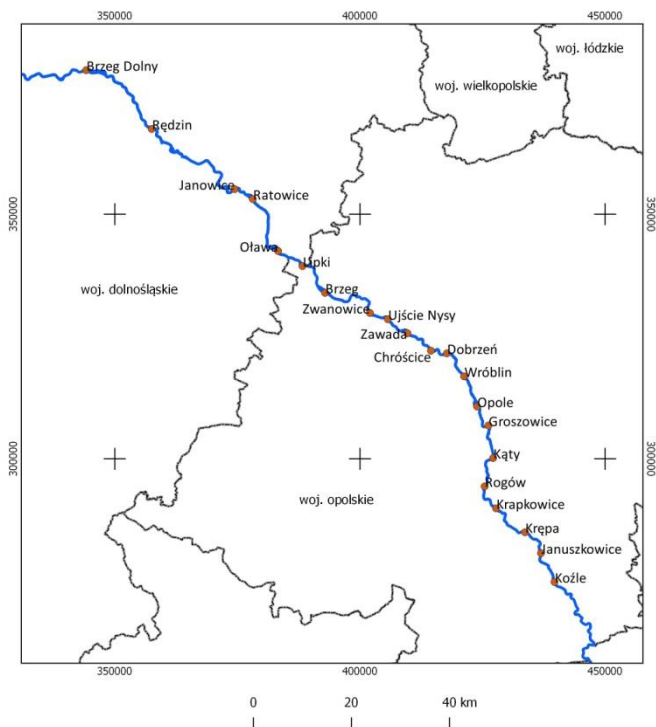 350000
400000
450000
woj. łódzkie
woj. wielkopolskie
Brzeg Dolny
Rędzin
Janowice
Ratowice
350000
350000
Oława
Lipki
woj. dolnośląskie
Brzeg
Zwanowice
Ujście Nysy
Zawada
Chróścice
Dobrzeń
Wróblin
Opole
Groszowice
300000
Kąty
300000
Rogów
woj. opolskie
Krapkowice
Krępa
Januszkowice
Koźle
350000
400000
450000
0 20 40 km